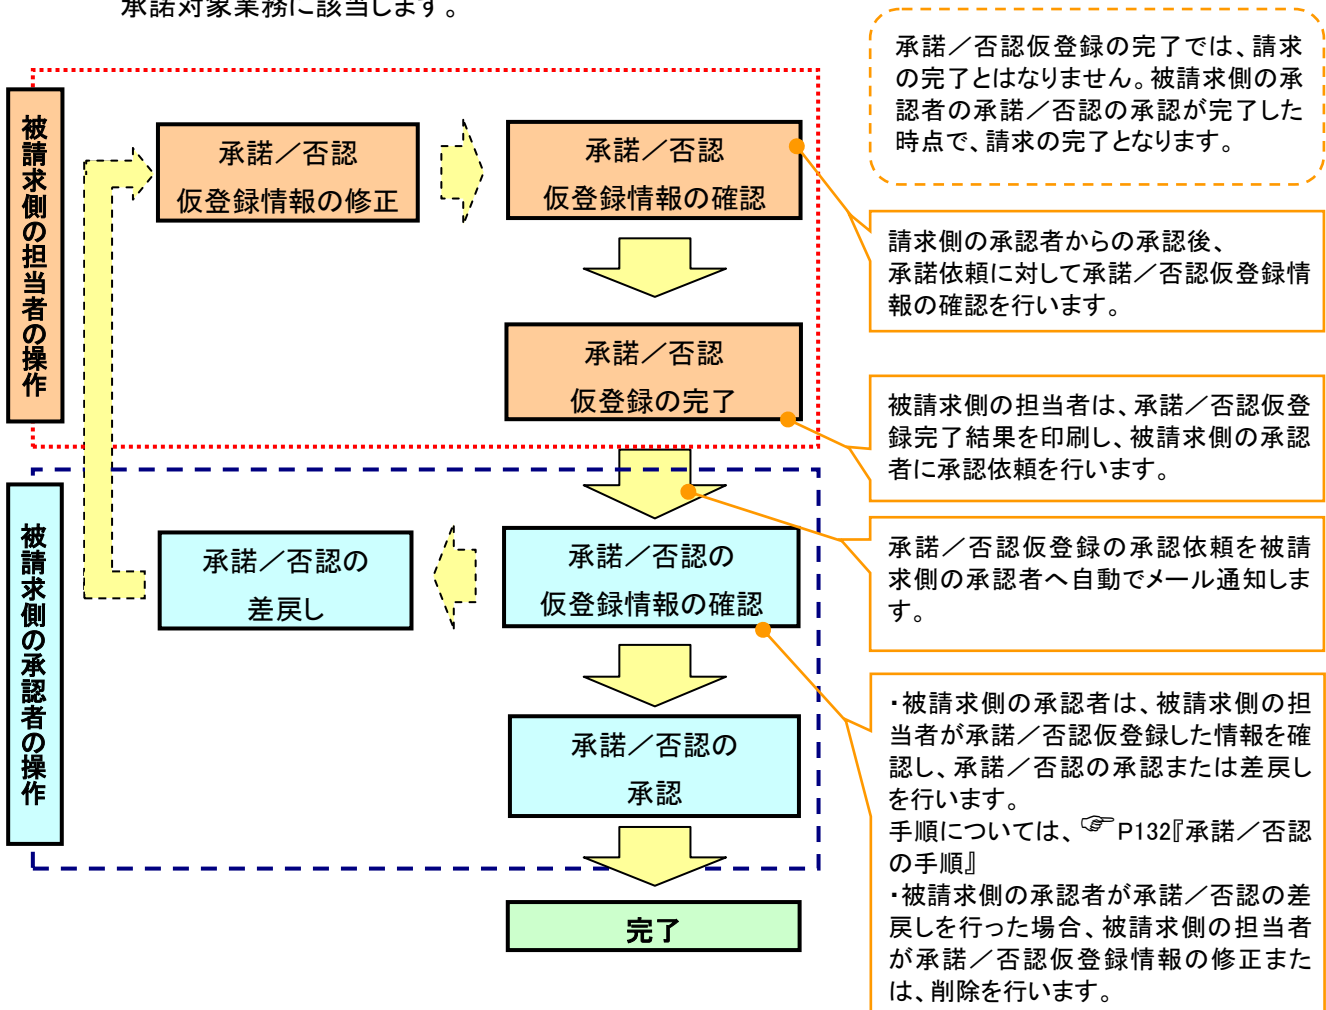 承諾対象業務に該当します。
承諾／否認仮登録の完了では、請求
の完了とはなりません。被請求側の承
認者の承諾／否認の承認が完了した
時点で、請求の完了となります。
被請求側の担当者の操作
承諾／否認
仮登録情報の修正
承諾／否認
仮登録情報の確認
請求側の承認者からの承認後、
承諾依頼に対して承諾／否認仮登録情
報の確認を行います。
承諾／否認
仮登録の完了
被請求側の担当者は、承諾／否認仮登
録完了結果を印刷し、被請求側の承認
者に承認依頼を行います。
被請求側の承認者の操作
承諾／否認の
差戻し
承諾／否認の
仮登録情報の確認
承諾／否認仮登録の承認依頼を被請
求側の承認者へ自動でメール通知しま
す。
承諾／否認の
承認
・被請求側の承認者は、被請求側の担
当者が承諾／否認仮登録した情報を確
認し、承諾／否認の承認または差戻し
を行います。
手順については、☞P132『承諾／否認
の手順』
・被請求側の承認者が承諾／否認の差
戻しを行った場合、被請求側の担当者
が承諾／否認仮登録情報の修正また
は、削除を行います。
完了